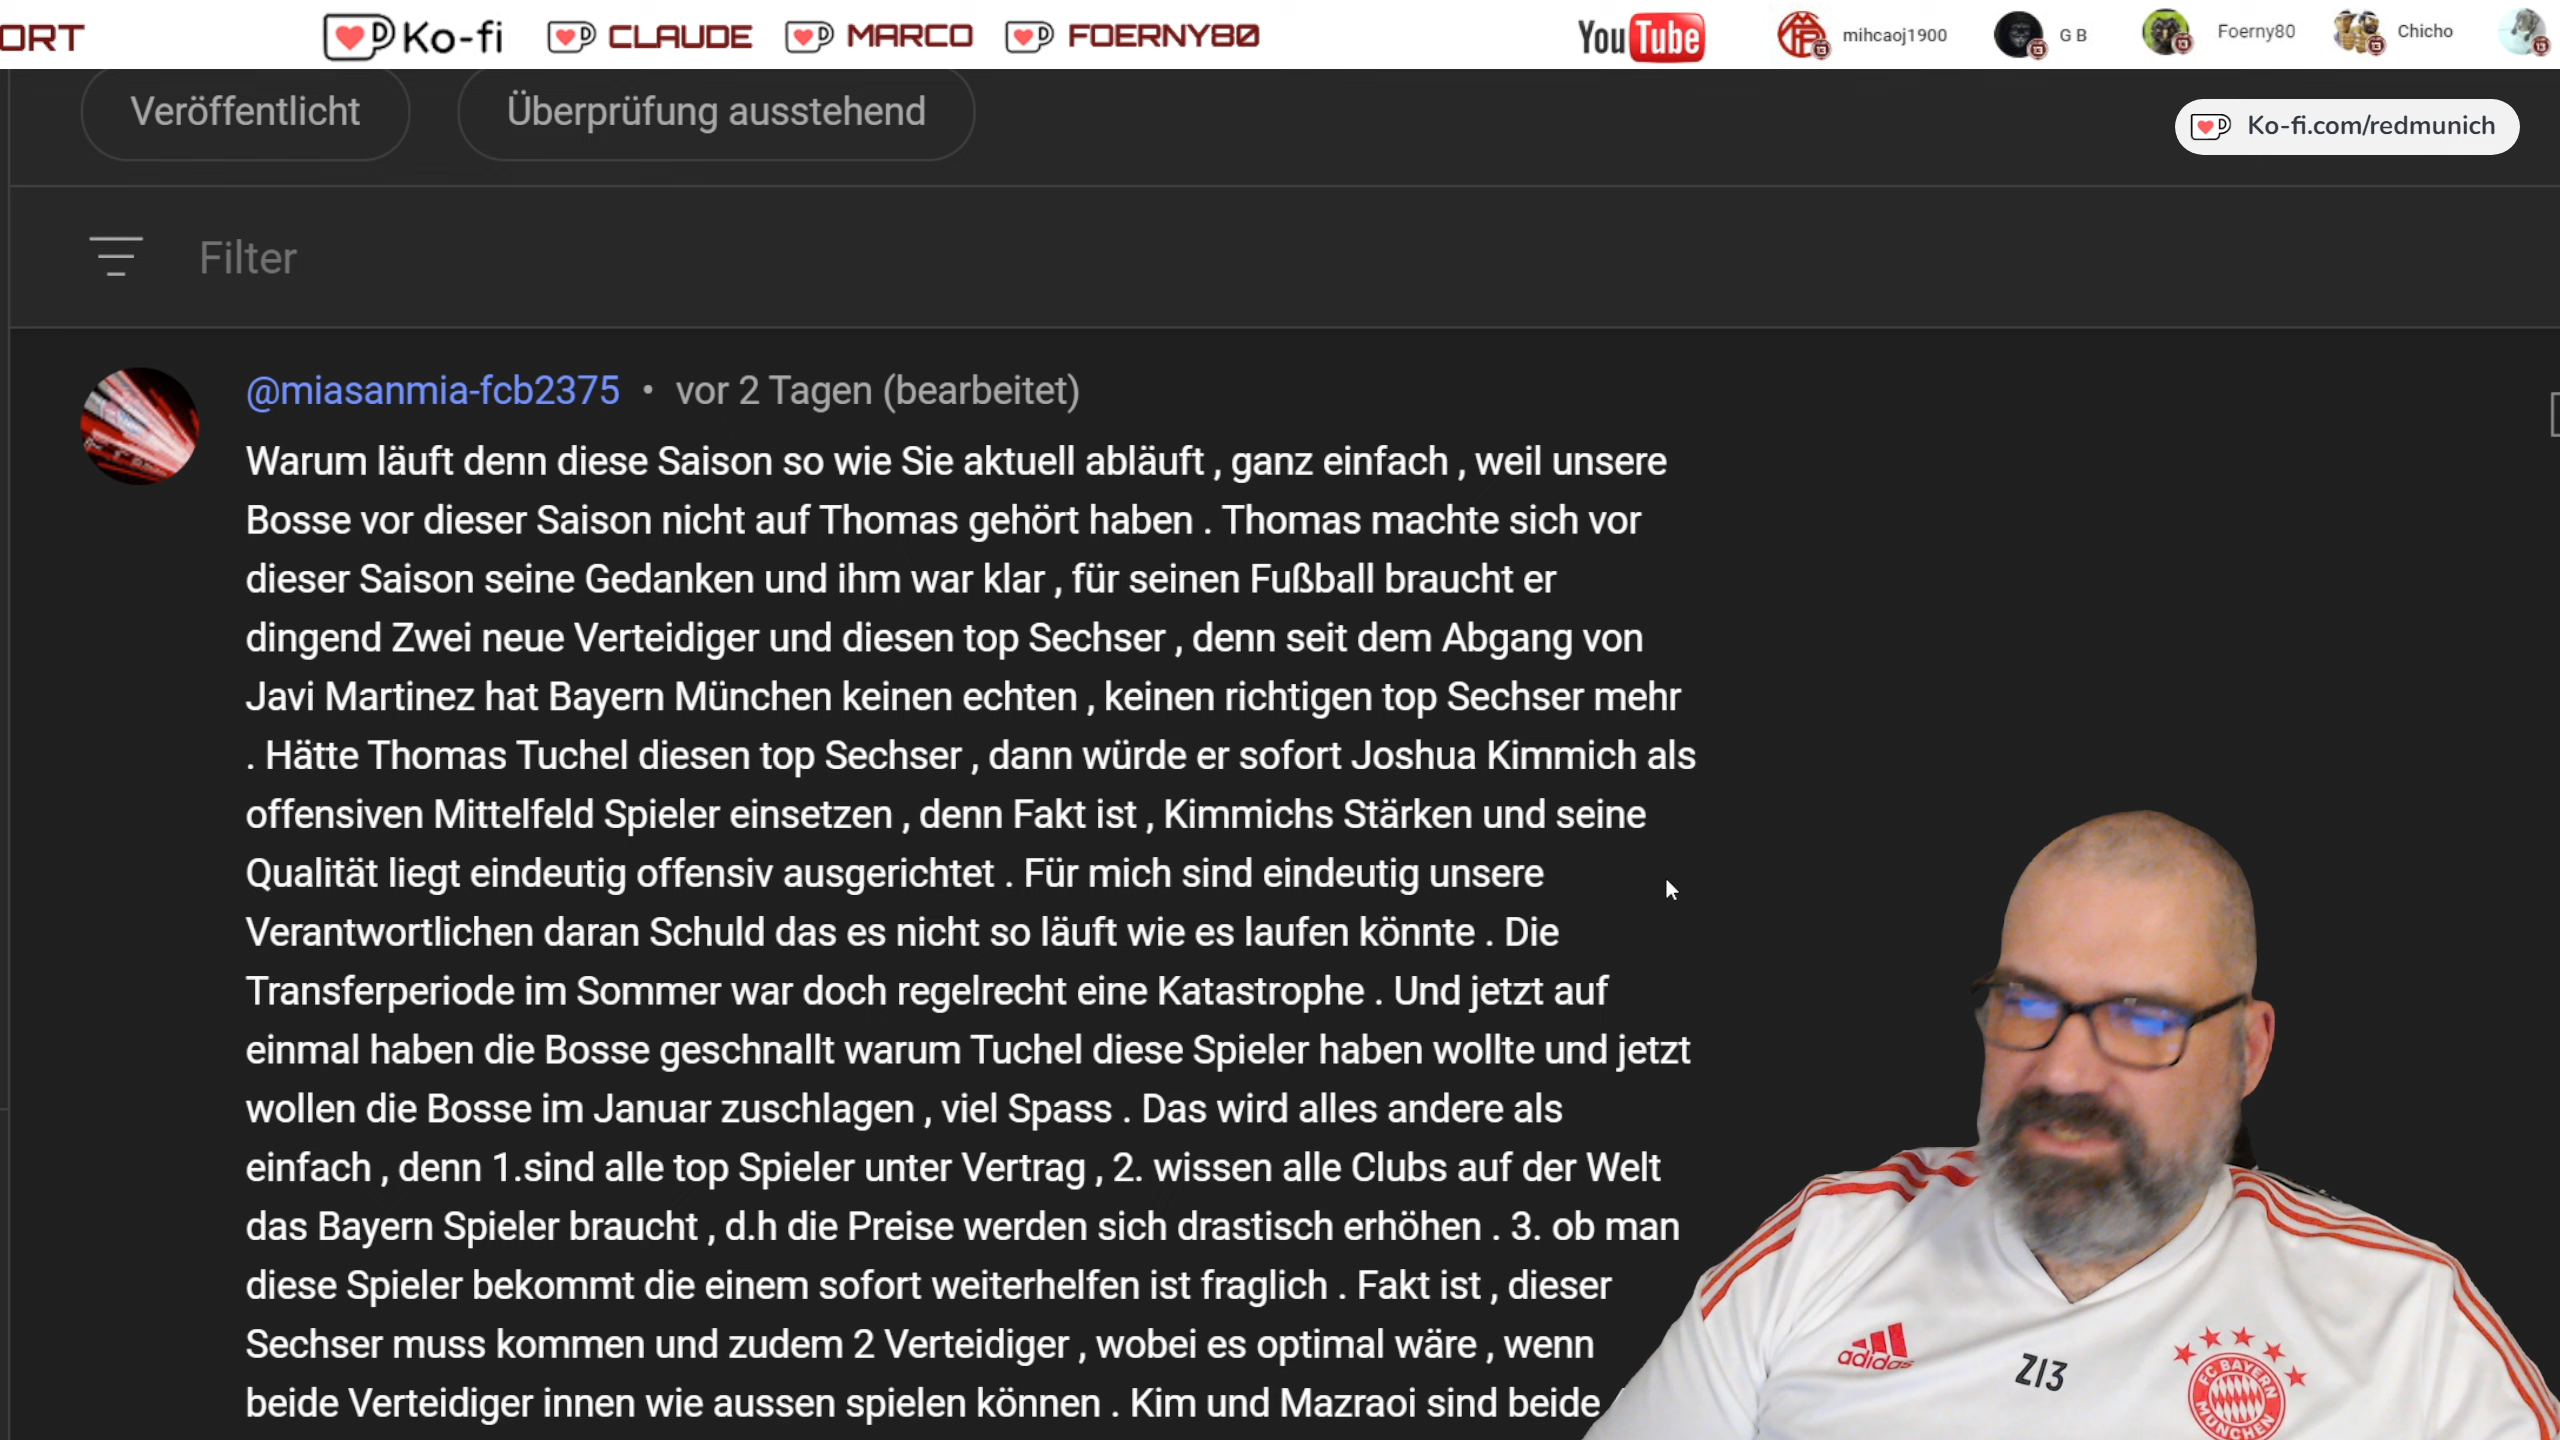 ORT
Ko-fi CLAUDE MARCO FOERNY80
YouTube mihcaoj1900 G B Foerny80 Chicho
Veröffentlicht Überprüfung ausstehend
Ko-fi.com/redmunich
Filter
@miasanmia-fcb2375 • vor 2 Tagen (bearbeitet)
Warum läuft denn diese Saison so wie Sie aktuell abläuft , ganz einfach , weil unsere
Bosse vor dieser Saison nicht auf Thomas gehört haben . Thomas machte sich vor
dieser Saison seine Gedanken und ihm war klar , für seinen Fußball braucht er
dingend Zwei neue Verteidiger und diesen top Sechser , denn seit dem Abgang von
Javi Martinez hat Bayern München keinen echten , keinen richtigen top Sechser mehr
. Hätte Thomas Tuchel diesen top Sechser , dann würde er sofort Joshua Kimmich als
offensiven Mittelfeld Spieler einsetzen , denn Fakt ist , Kimmichs Stärken und seine
Qualität liegt eindeutig offensiv ausgerichtet . Für mich sind eindeutig unsere
Verantwortlichen daran Schuld das es nicht so läuft wie es laufen könnte . Die
Transferperiode im Sommer war doch regelrecht eine Katastrophe . Und jetzt auf
einmal haben die Bosse geschnallt warum Tuchel diese Spieler haben wollte und jetzt
wollen die Bosse im Januar zuschlagen , viel Spass . Das wird alles andere als
einfach , denn 1.sind alle top Spieler unter Vertrag , 2. wissen alle Clubs auf der Welt
das Bayern Spieler braucht , d.h die Preise werden sich drastisch erhöhen . 3. ob man
diese Spieler bekommt die einem sofort weiterhelfen ist fraglich . Fakt ist , dieser
Sechser muss kommen und zudem 2 Verteidiger , wobei es optimal wäre , wenn
beide Verteidiger innen wie aussen spielen können . Kim und Mazraoi sind beide
adidas
Z13
FC BAYERN
MÜNCHEN